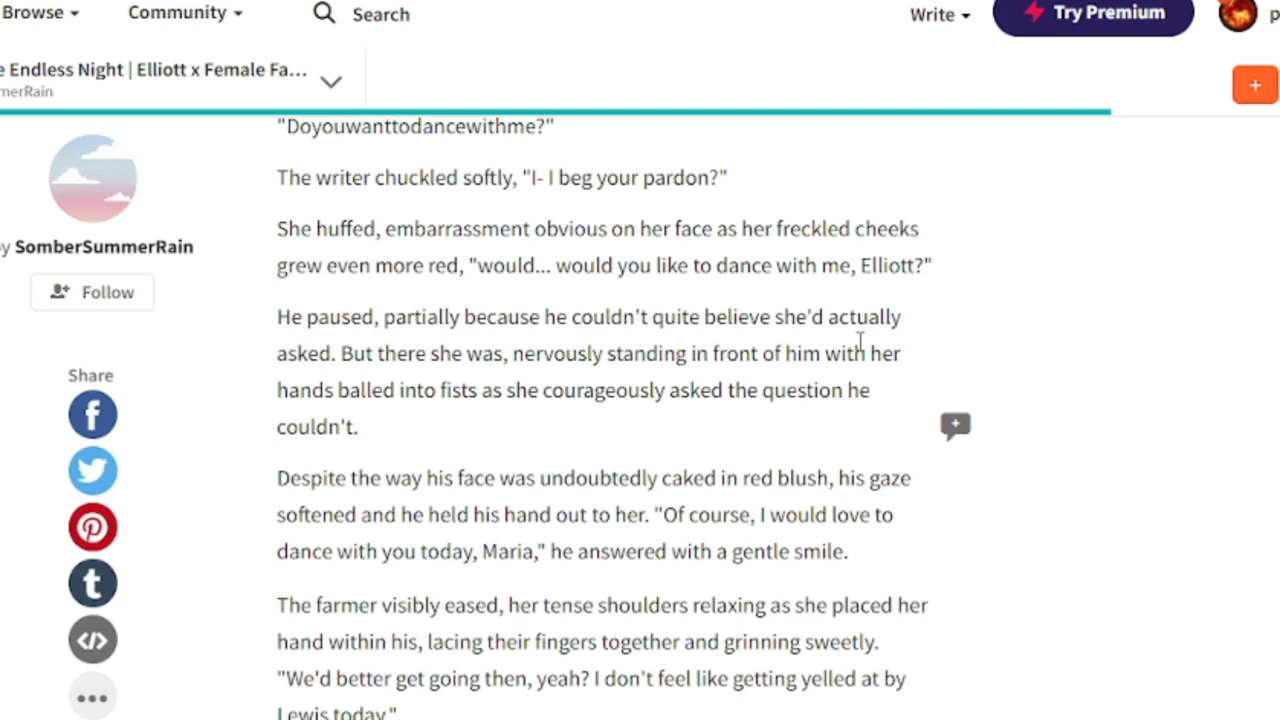 Browse
Community
Search
Write
Try Premium
p
e Endless Night | Elliott x Female Fa...
merRain
+
"Doyouwanttodancewithme?"
The writer chuckled softly, "I- I beg your pardon?"
She huffed, embarrassment obvious on her face as her freckled cheeks
grew even more red, "would... would you like to dance with me, Elliott?"
He paused, partially because he couldn't quite believe she'd actually
asked. But there she was, nervously standing in front of him with her
hands balled into fists as she courageously asked the question he
couldn't.
Despite the way his face was undoubtedly caked in red blush, his gaze
softened and he held his hand out to her. "Of course, I would love to
dance with you today, Maria," he answered with a gentle smile.
The farmer visibly eased, her tense shoulders relaxing as she placed her
hand within his, lacing their fingers together and grinning sweetly.
"We'd better get going then, yeah? I don't feel like getting yelled at by
Lewis today."
by SomberSummerRain
Follow
Share